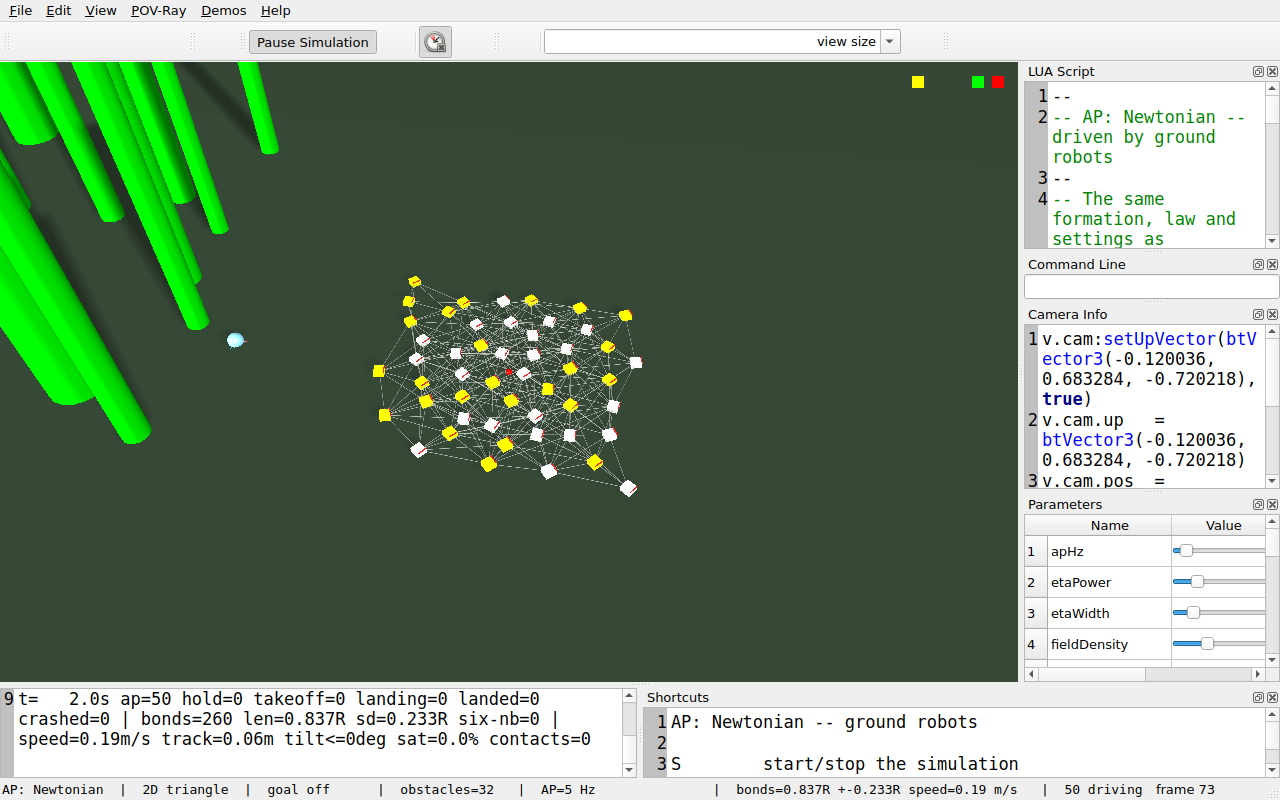 File Edit View POV-Ray Demos Help
Pause Simulation
view size
LUA Script
1 --
2 -- AP: Newtonian --
driven by ground
robots
3 --
4 -- The same
formation, law and
settings as
Command Line
Camera Info
1 v.cam:setUpVector(btV
ector3(-0.120036,
0.683284, -0.720218),
true)
2 v.cam.up =
btVector3(-0.120036,
0.683284, -0.720218)
3 v.cam.pos =
Parameters
Name Value
1 apHz
2 etaPower
3 etaWidth
4 fieldDensity
9 t= 2.0s ap=50 hold=0 takeoff=0 landing=0 landed=0
crashed=0 | bonds=260 len=0.837R sd=0.233R six-nb=0 |
speed=0.19m/s track=0.06m tilt<=0deg sat=0.0% contacts=0
Shortcuts
1 AP: Newtonian -- ground robots
2
3 S start/stop the simulation
AP: Newtonian | 2D triangle | goal off | obstacles=32 | AP=5 Hz | bonds=0.837R +-0.233R speed=0.19 m/s | 50 driving frame 73